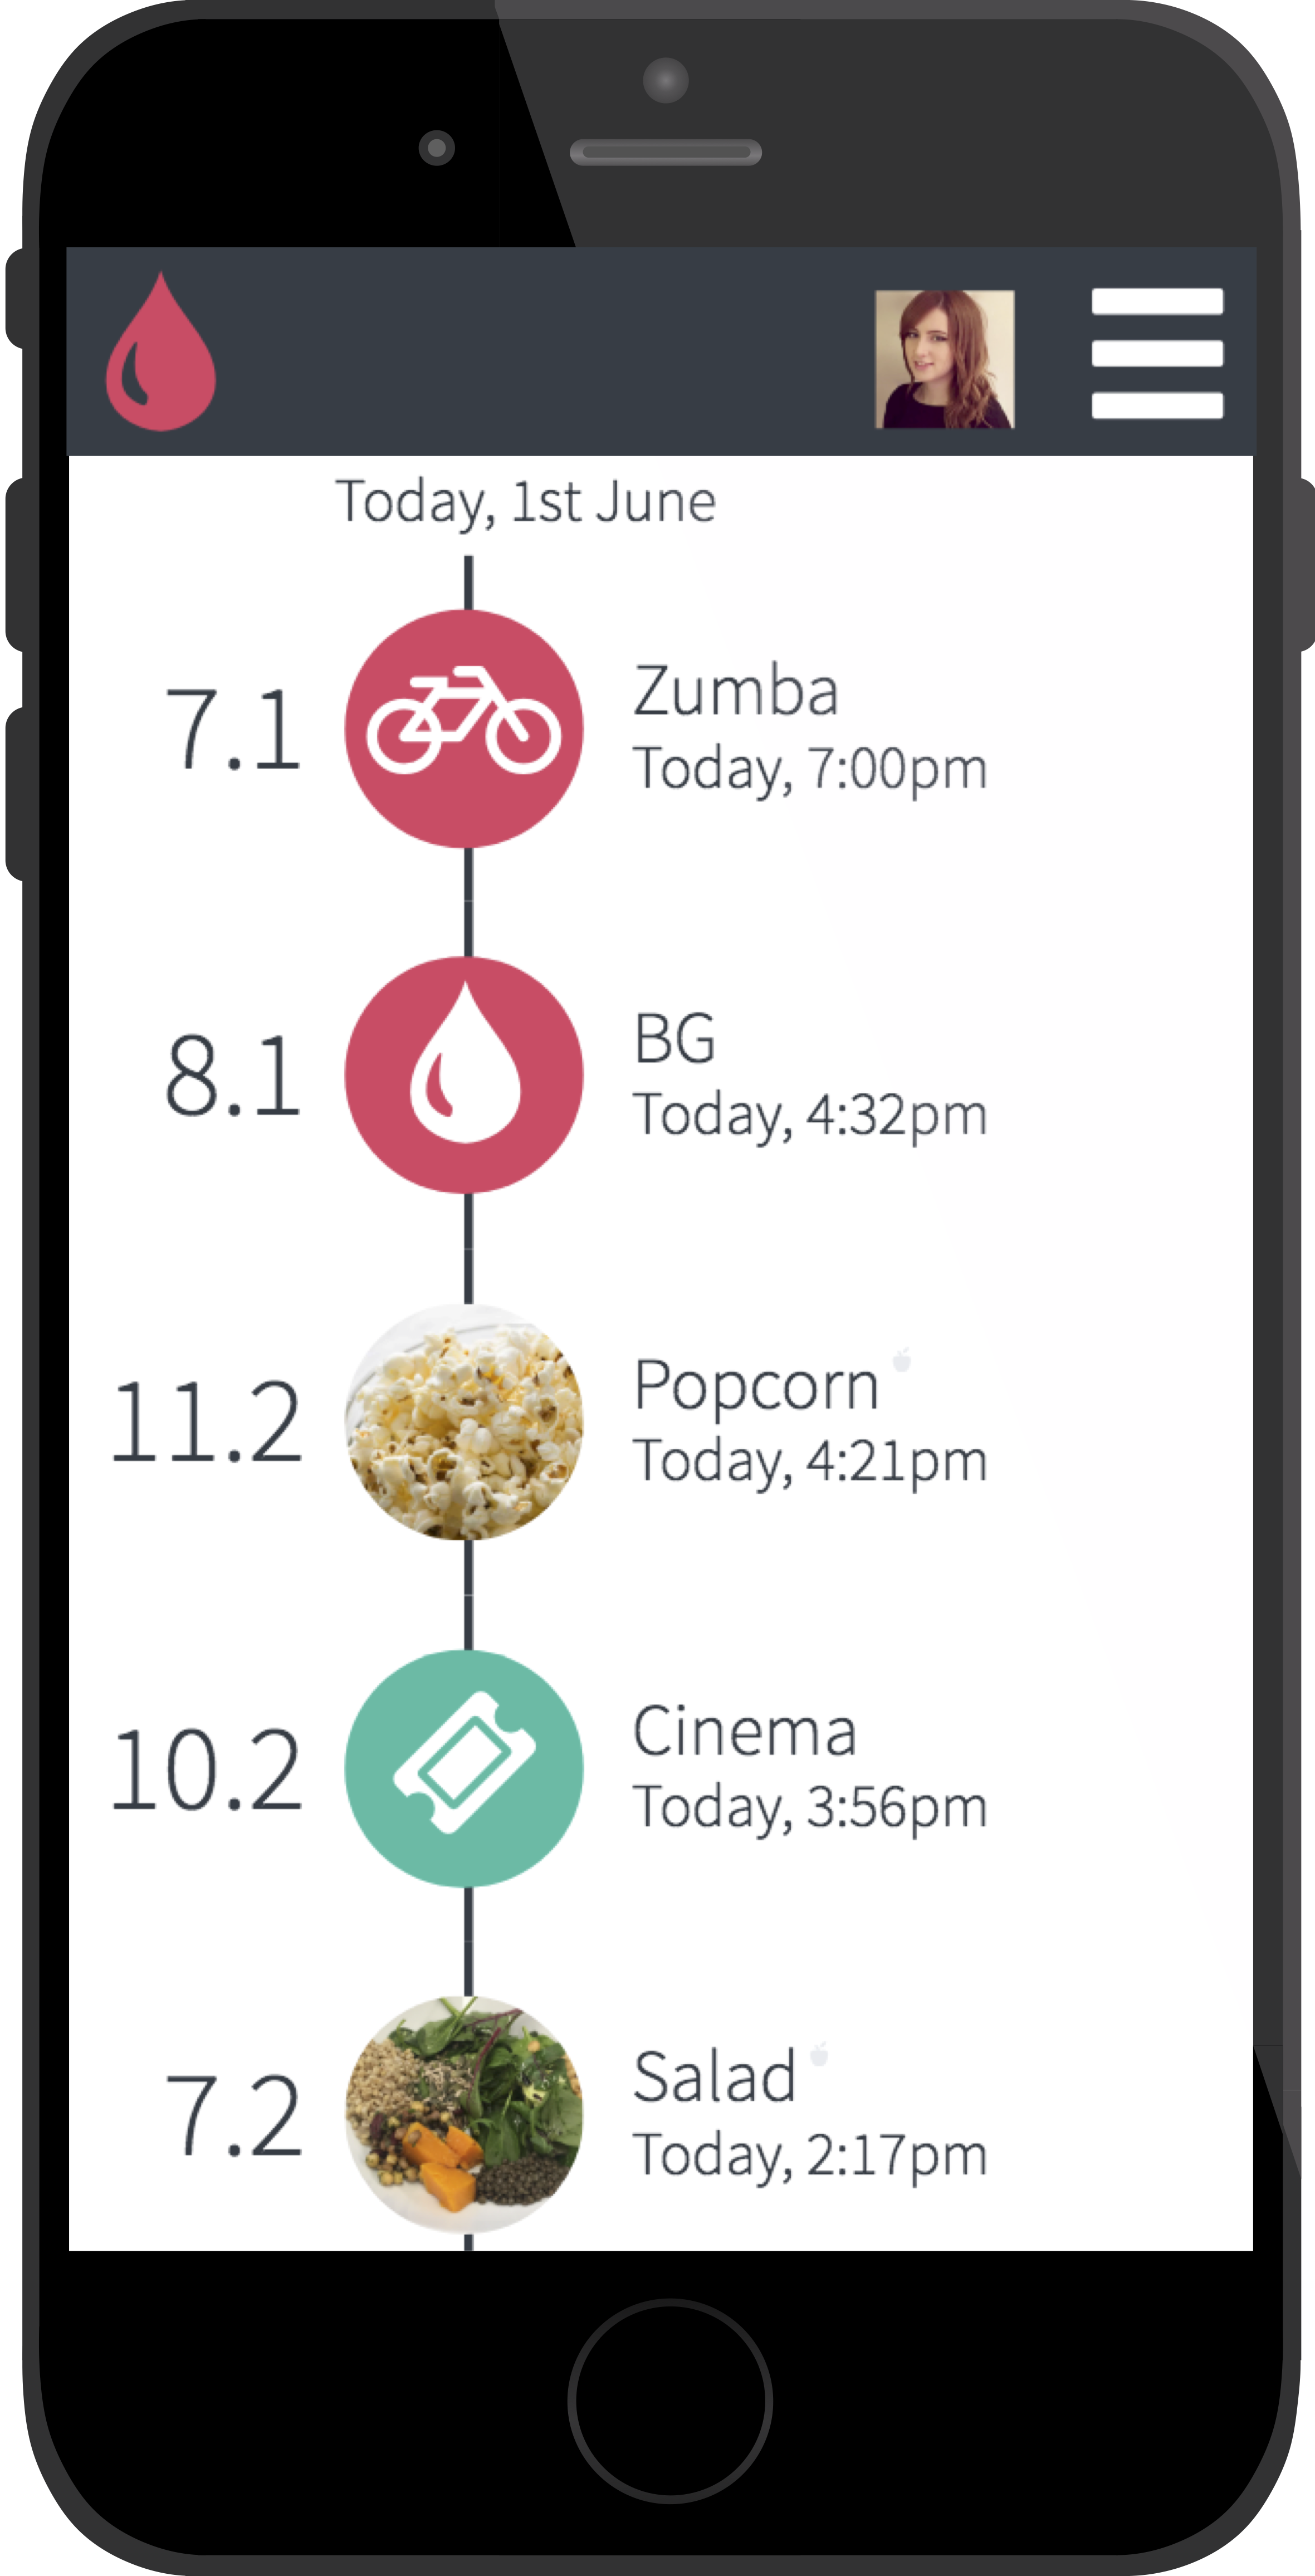 Today, 1st June
7.1
Zumba
Today, 7:00pm
8.1
BG
Today, 4:32pm
11.2
Popcorn
Today, 4:21pm
10.2
Cinema
Today, 3:56pm
7.2
Salad
Today, 2:17pm